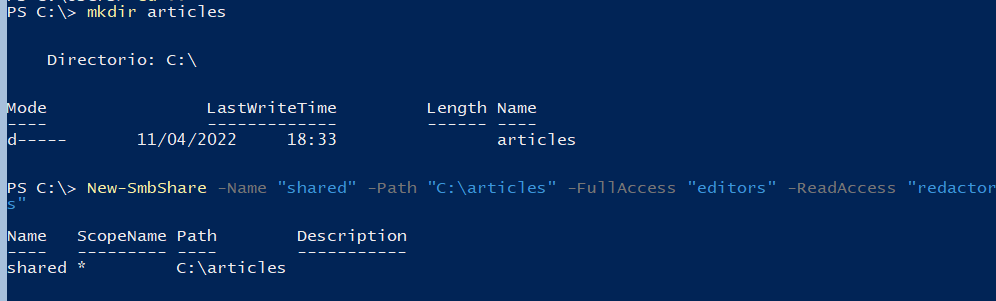 PS C:\> mkdir articles
Directorio: C:\
Mode LastWriteTime Length Name
---- ------------- ------ ----
d----- 11/04/2022 18:33 articles
PS C:\> New-SmbShare -Name "shared" -Path "C:\articles" -FullAccess "editors" -ReadAccess "redactor
s"
Name ScopeName Path Description
---- --------- ---- -----------
shared * C:\articles